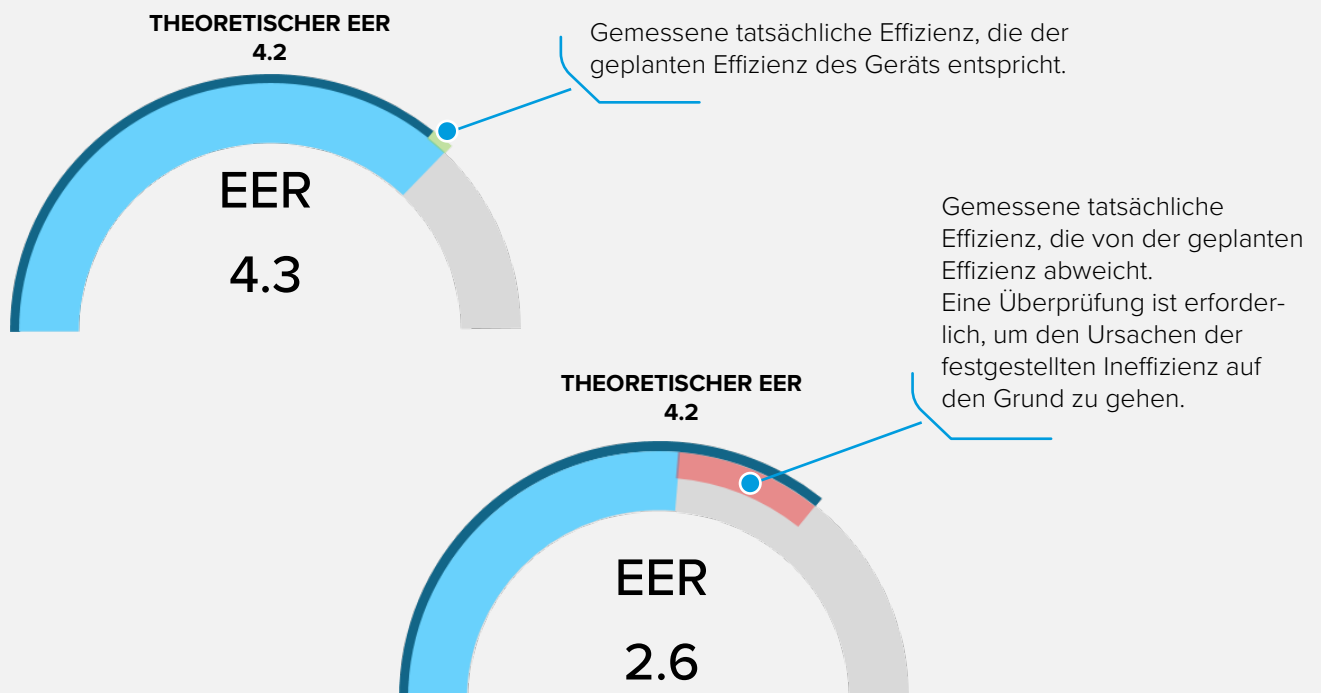 THEORETISCHER EER
4.2
Gemessene tatsächliche Effizienz, die der
geplanten Effizienz des Geräts entspricht.
EER
4.3
Gemessene tatsächliche
Effizienz, die von der geplanten
Effizienz abweicht.
Eine Überprüfung ist erforder-
lich, um den Ursachen der
festgestellten Ineffizienz auf
den Grund zu gehen.
THEORETISCHER EER
4.2
EER
2.6